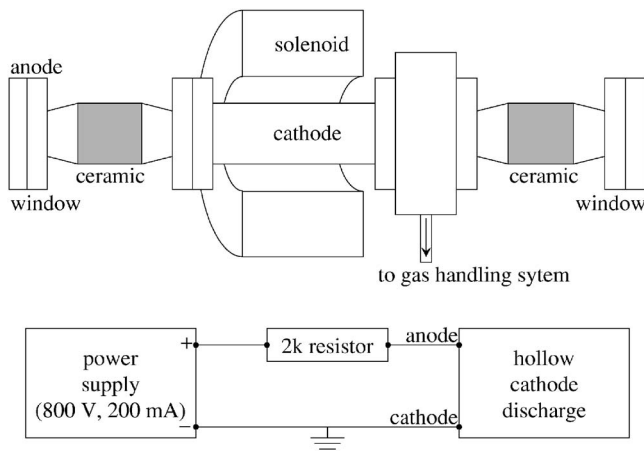 solenoid
anode
cathode
ceramic
ceramic
window
window
to gas handling sytem
+
2k resistor
anode
power
supply
(800 V, 200 mA)
hollow
cathode
discharge
cathode
−